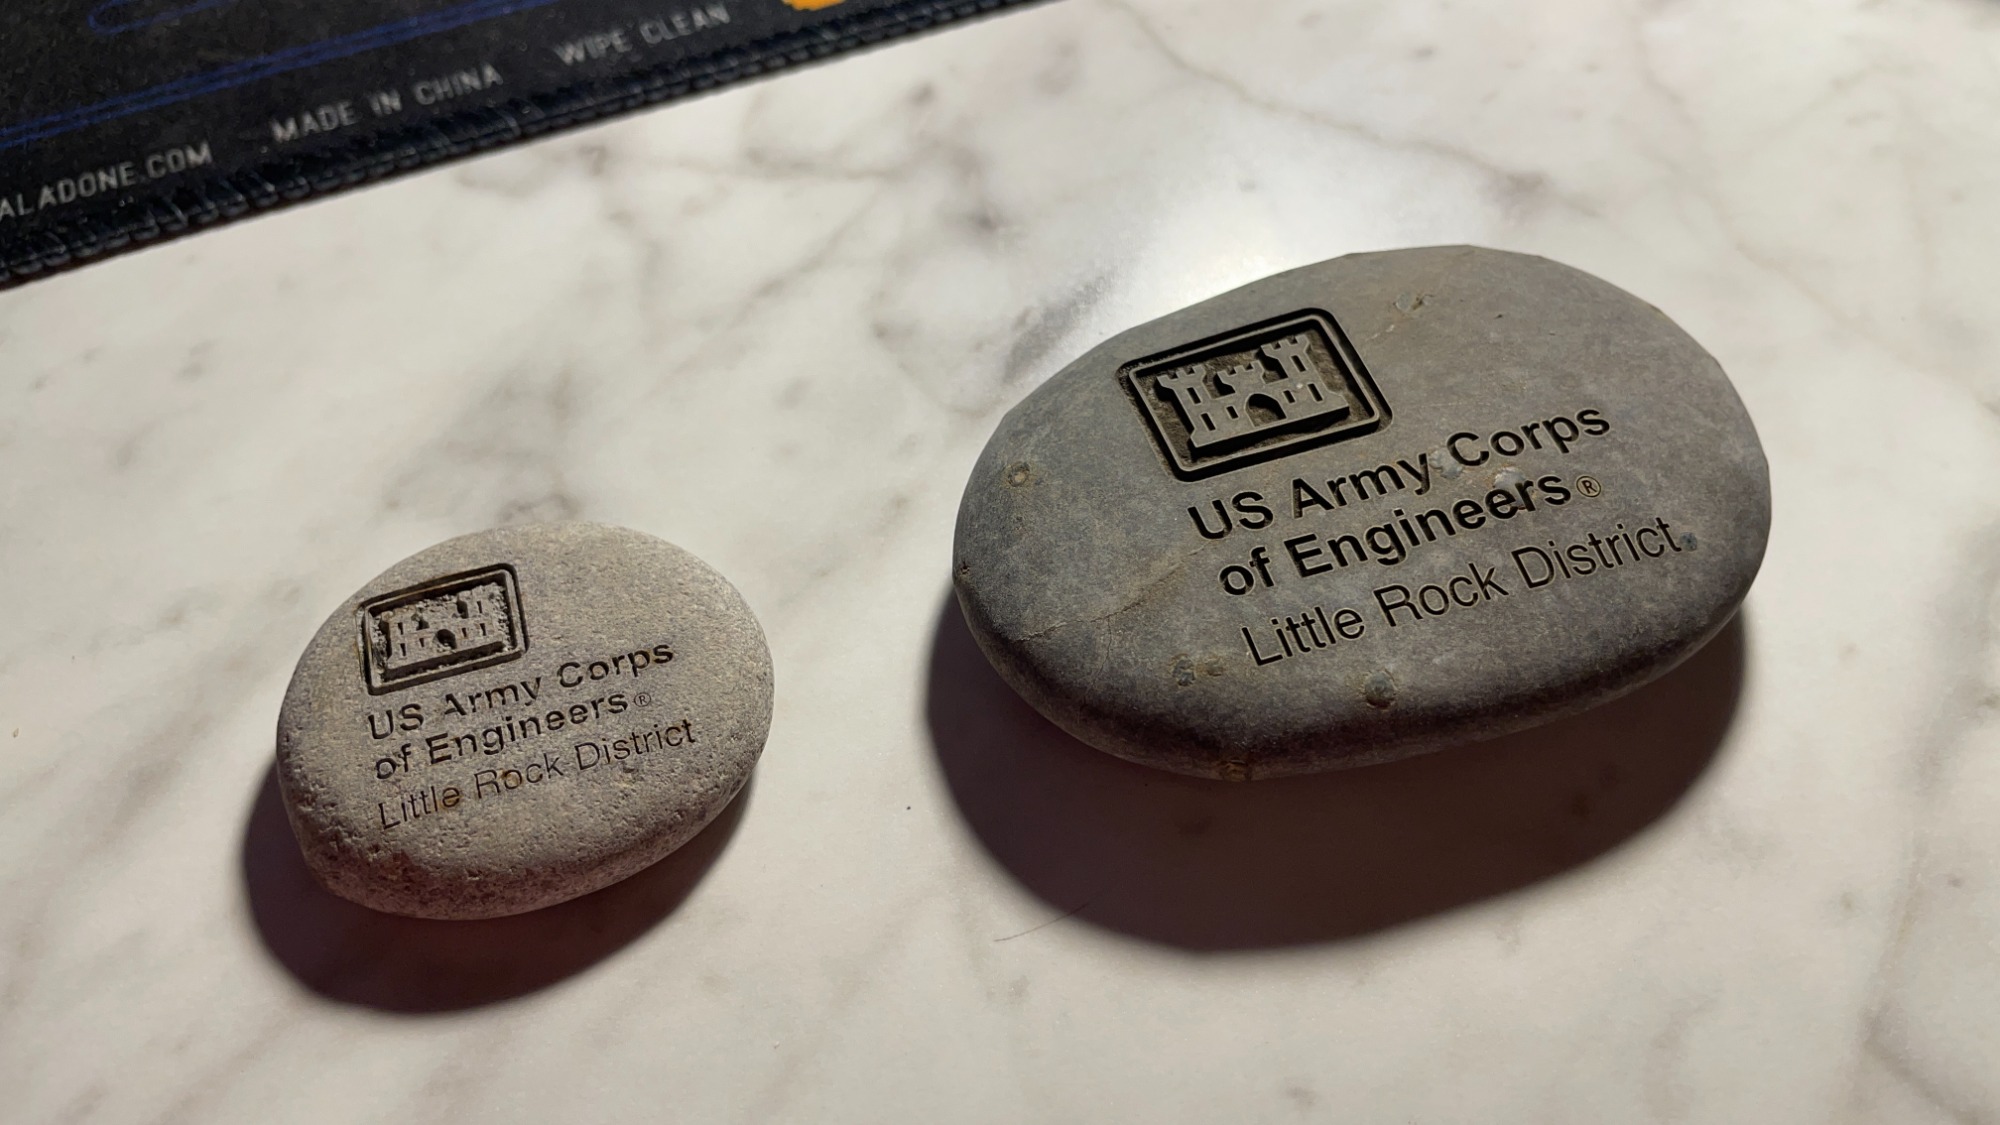 ALADONE.COM MADE IN CHINA WIPE CLEAN
US Army Corps
of Engineers®
Little Rock District
US Army Corps
of Engineers®
Little Rock District